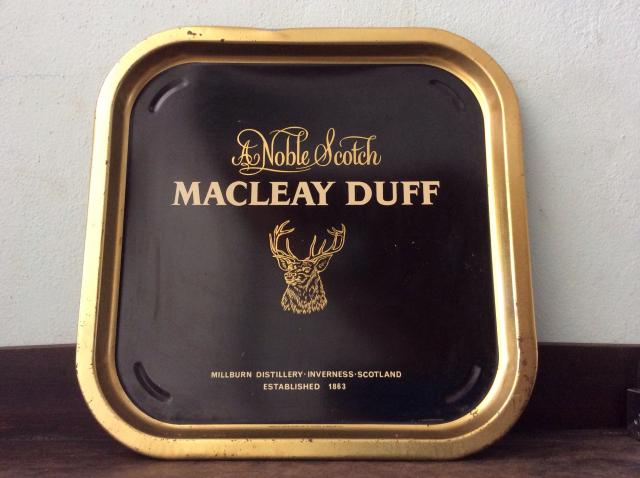 A Noble Scotch
MACLEAY DUFF
MILLBURN DISTILLERY·INVERNESS·SCOTLAND
ESTABLISHED 1863